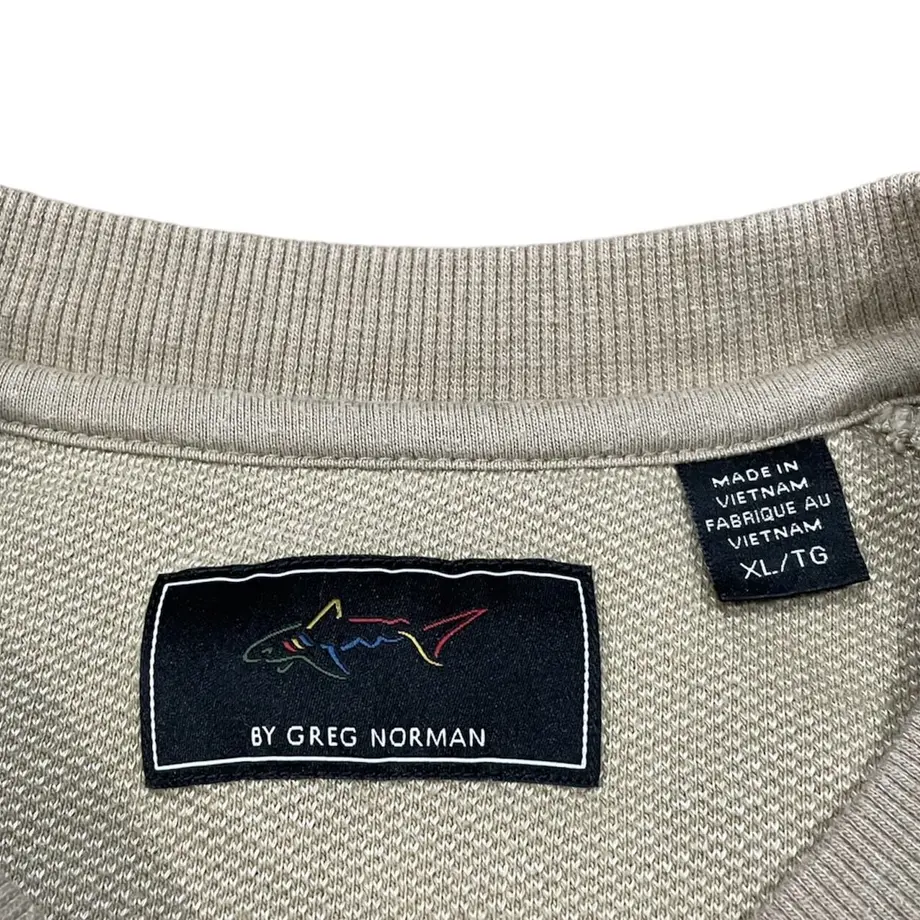 MADE IN
VIETNAM
FABRIQUE AU
VIETNAM
XL/TG
BY GREG NORMAN